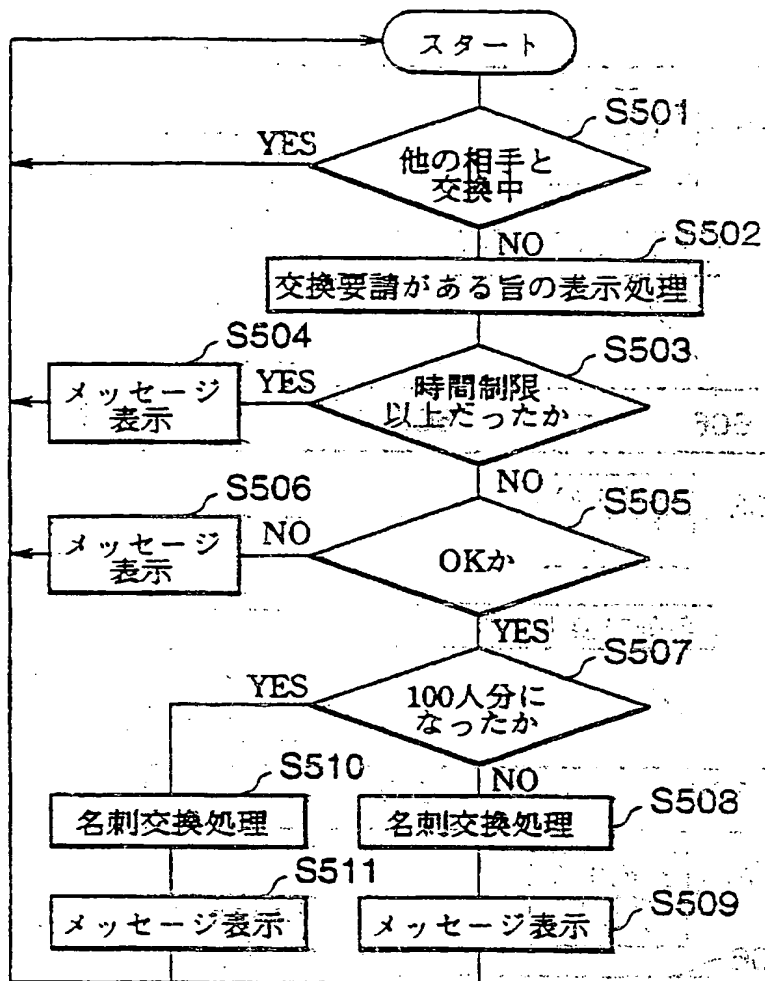 スタート
S501
YES
他の相手と
交換中
NO
S502
交換要請がある旨の表示処理
S504
S503
メッセージ
表示
YES
時間制限
以上だったか
NO
S506
S505
メッセージ
表示
NO
OKか
YES
S507
YES
100人分に
なったか
S510
NO
S508
名刺交換処理
名刺交換処理
S511
S509
メッセージ表示
メッセージ表示